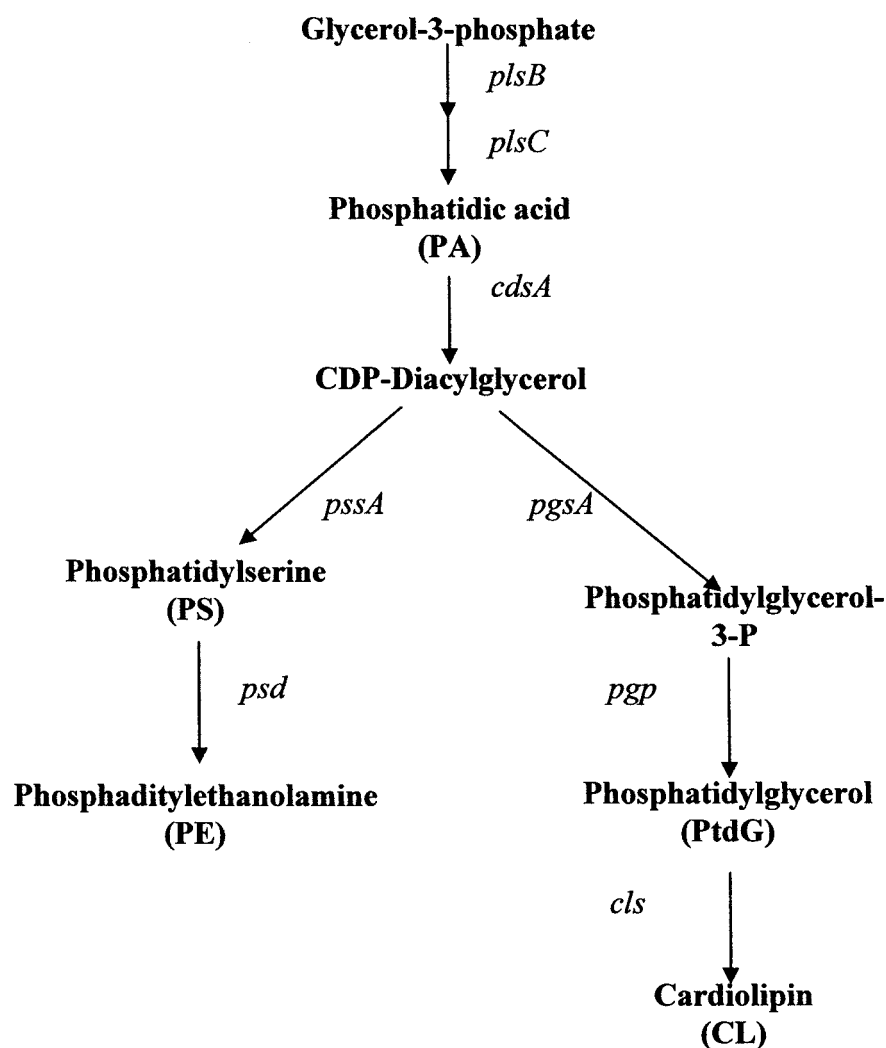 Glycerol-3-phosphate
plsB
plsC
Phosphatidic acid
(PA)
cdsA
CDP-Diacylglycerol
pssA
pgsA
Phosphatidylserine
(PS)
Phosphatidylglycerol-
3-P
psd
pgp
Phosphaditylethanolamine
(PE)
Phosphatidylglycerol
(PtdG)
cls
Cardiolipin
(CL)